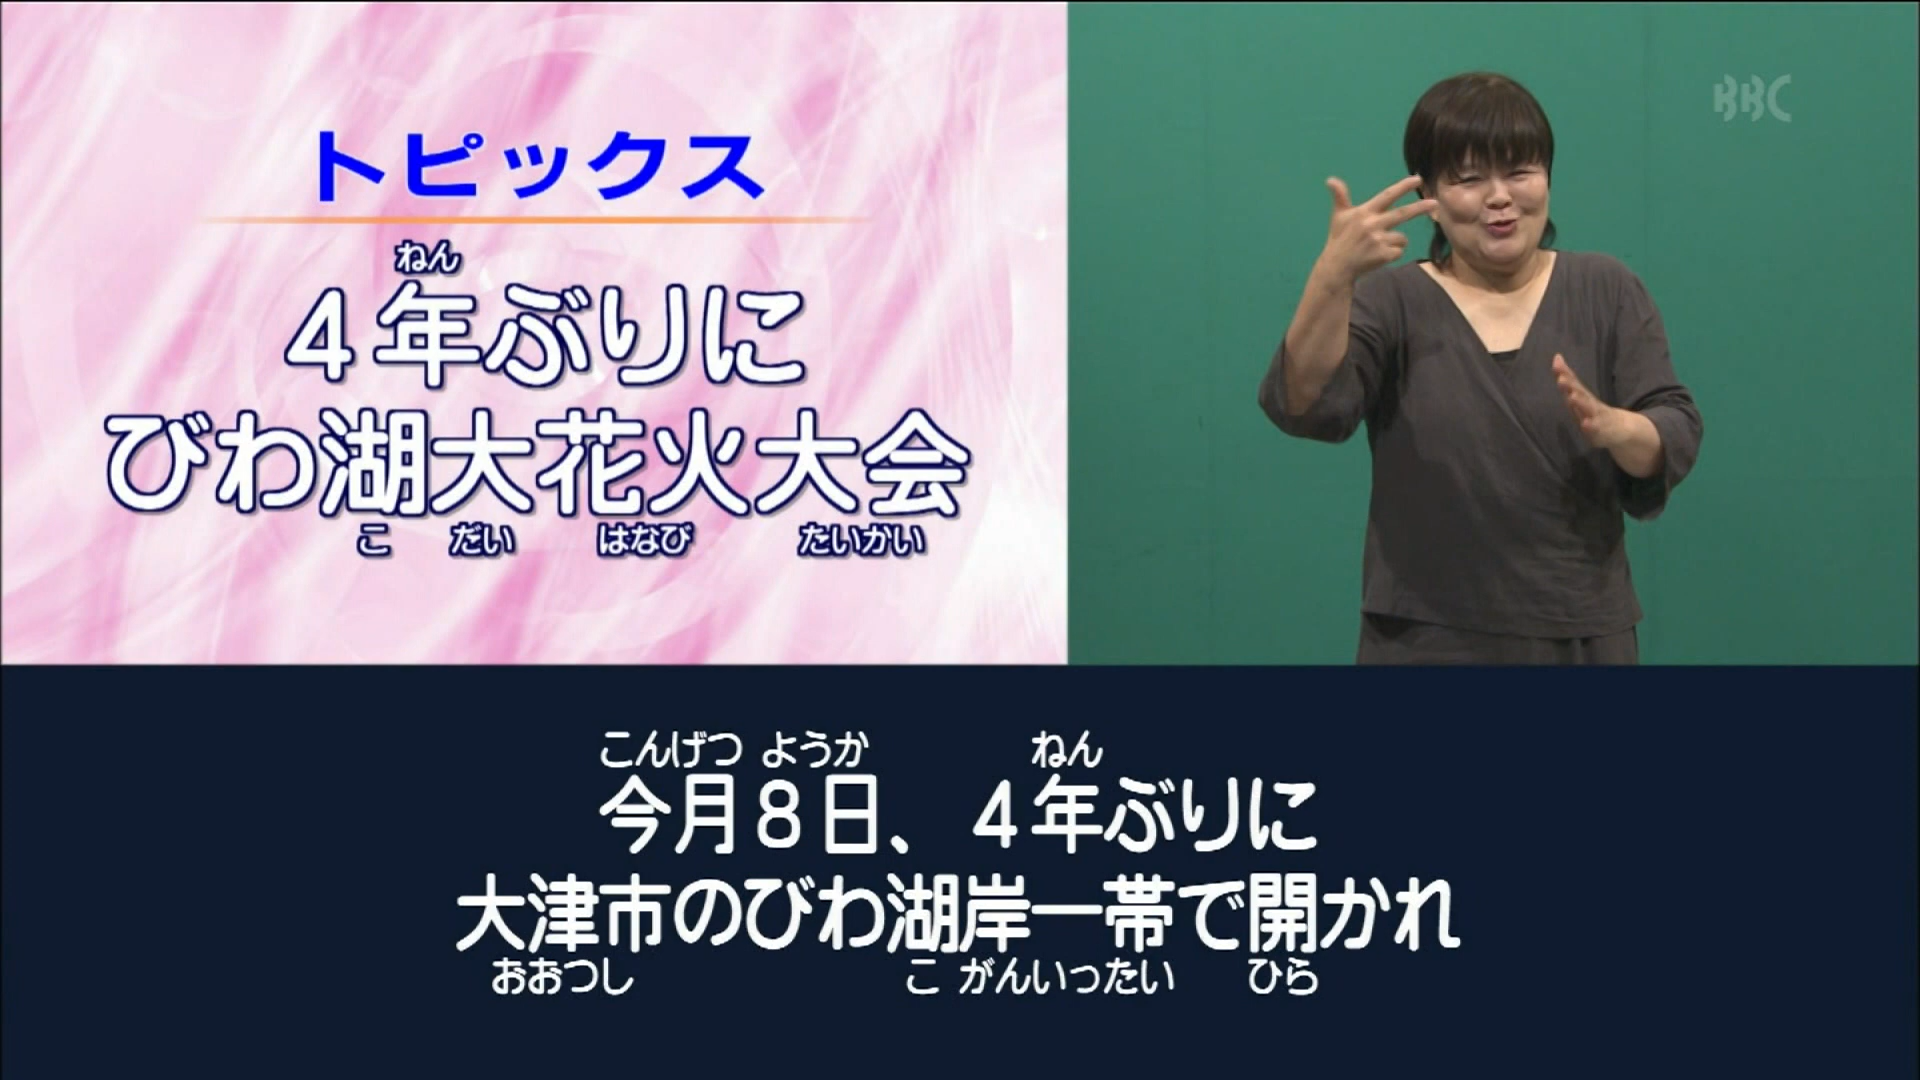 トピックス
ねん
4年ぶりに
びわ湖大花火大会
こ だい はなび たいかい
BBC
こんげつ ようか ねん
今月8日、4年ぶりに
大津市のびわ湖岸一帯で開かれ
おおつし こ がんいったい ひら